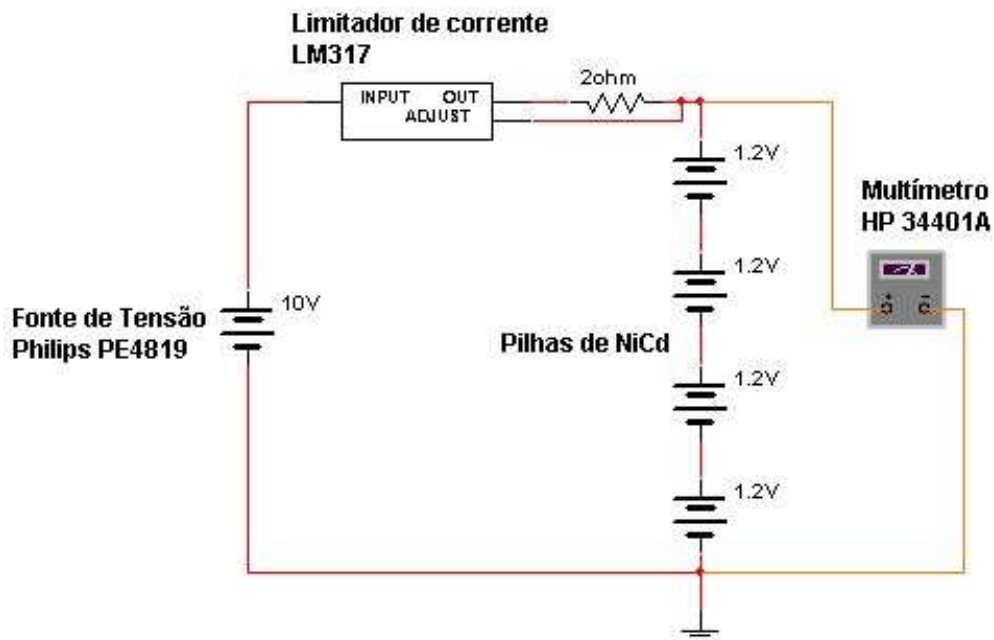 Limitador de corrente
LM317
2ohm
INPUT OUT
ADJUST
1.2V
Multímetro
HP 34401A
1.2V
10V
Fonte de Tensão
Philips PE4819
Pilhas de NiCd
1.2V
1.2V